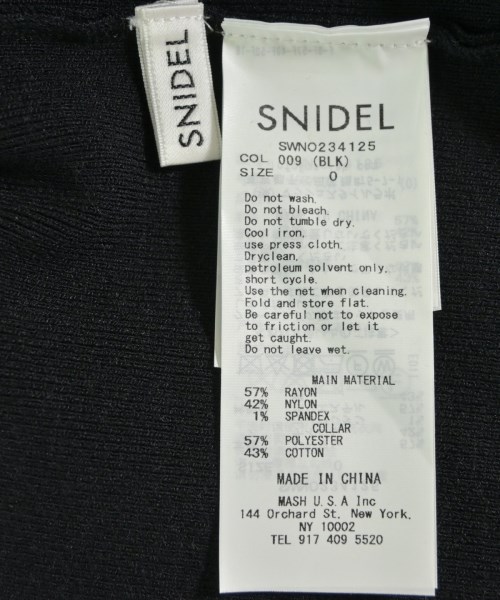 SNIDEL
SNIDEL
SWNO234125
COL 009 (BLK)
SIZE 0
Do not wash.
Do not bleach.
Do not tumble dry.
Cool iron,
use press cloth.
Dryclean,
petroleum solvent only,
short cycle.
Use the net when cleaning.
Fold and store flat.
Be careful not to expose
to friction or let it
get caught.
Do not leave wet.
MAIN MATERIAL
57% RAYON
42% NYLON
1% SPANDEX
COLLAR
57% POLYESTER
43% COTTON
MADE IN CHINA
MASH U.S.A Inc
144 Orchard St. New York,
NY 10002
TEL 917 409 5520